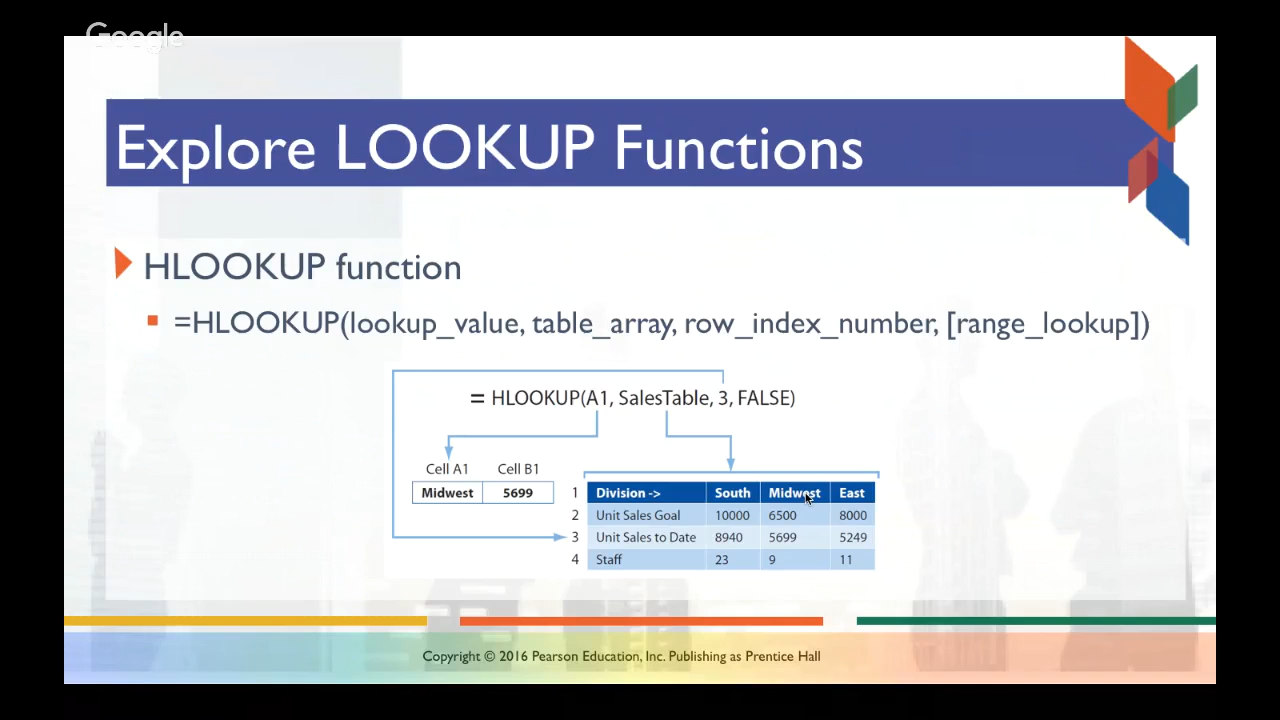 Google
Explore LOOKUP Functions
HLOOKUP function
=HLOOKUP(lookup_value, table_array, row_index_number, [range_lookup])
= HLOOKUP(A1, SalesTable, 3, FALSE)
Cell A1 Cell B1
Midwest 5699
1 Division -> South Midwest East
2 Unit Sales Goal 10000 6500 8000
3 Unit Sales to Date 8940 5699 5249
4 Staff 23 9 11
Copyright © 2016 Pearson Education, Inc. Publishing as Prentice Hall